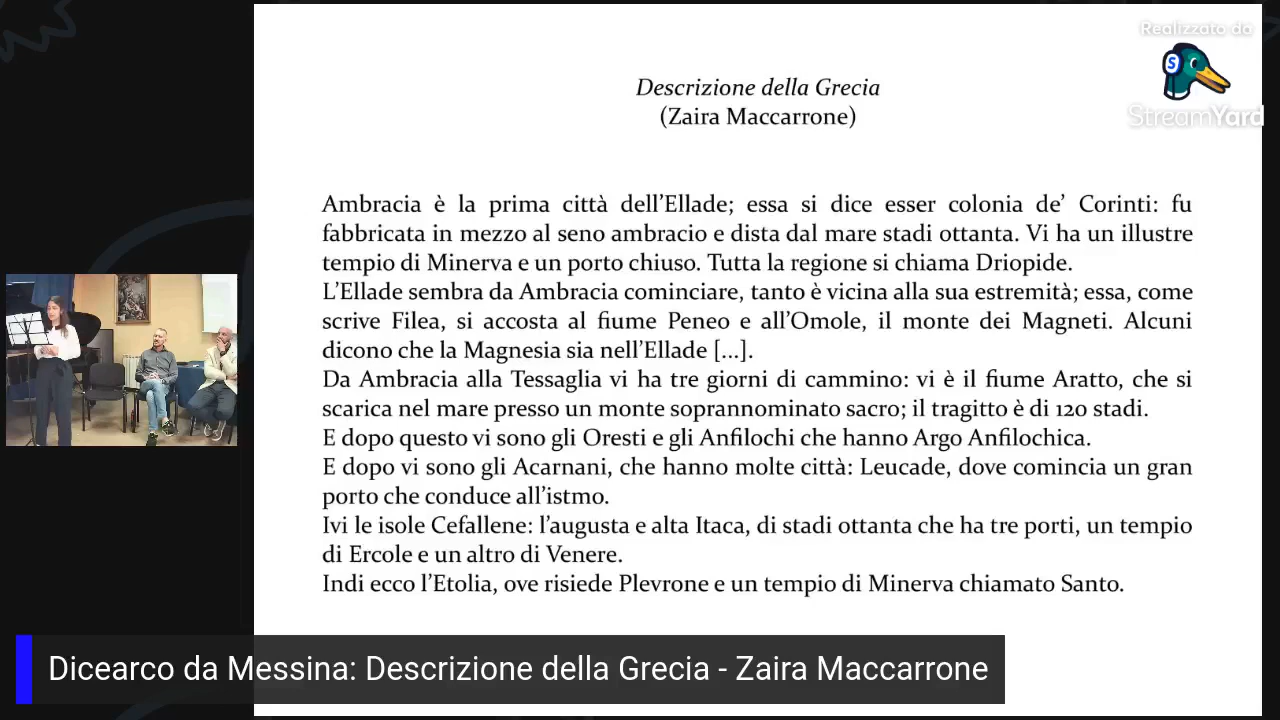 Realizzato da
StreamYard
Descrizione della Grecia
(Zaira Maccarrone)
Ambracia è la prima città dell’Ellade; essa si dice esser colonia de’ Corinti: fu
fabbricata in mezzo al seno ambracio e dista dal mare stadi ottanta. Vi ha un illustre
tempio di Minerva e un porto chiuso. Tutta la regione si chiama Driopide.
L’Ellade sembra da Ambracia cominciare, tanto è vicina alla sua estremità; essa, come
scrive Filea, si accosta al fiume Peneo e all’Omole, il monte dei Magneti. Alcuni
dicono che la Magnesia sia nell’Ellade [...].
Da Ambracia alla Tessaglia vi ha tre giorni di cammino: vi è il fiume Aratto, che si
scarica nel mare presso un monte soprannominato sacro; il tragitto è di 120 stadi.
E dopo questo vi sono gli Oresti e gli Anfilochi che hanno Argo Anfilochica.
E dopo vi sono gli Acarnani, che hanno molte città: Leucade, dove comincia un gran
porto che conduce all’istmo.
Ivi le isole Cefallene: l’augusta e alta Itaca, di stadi ottanta che ha tre porti, un tempio
di Ercole e un altro di Venere.
Indi ecco l’Etolia, ove risiede Plevrone e un tempio di Minerva chiamato Santo.
Dicearco da Messina: Descrizione della Grecia - Zaira Maccarrone